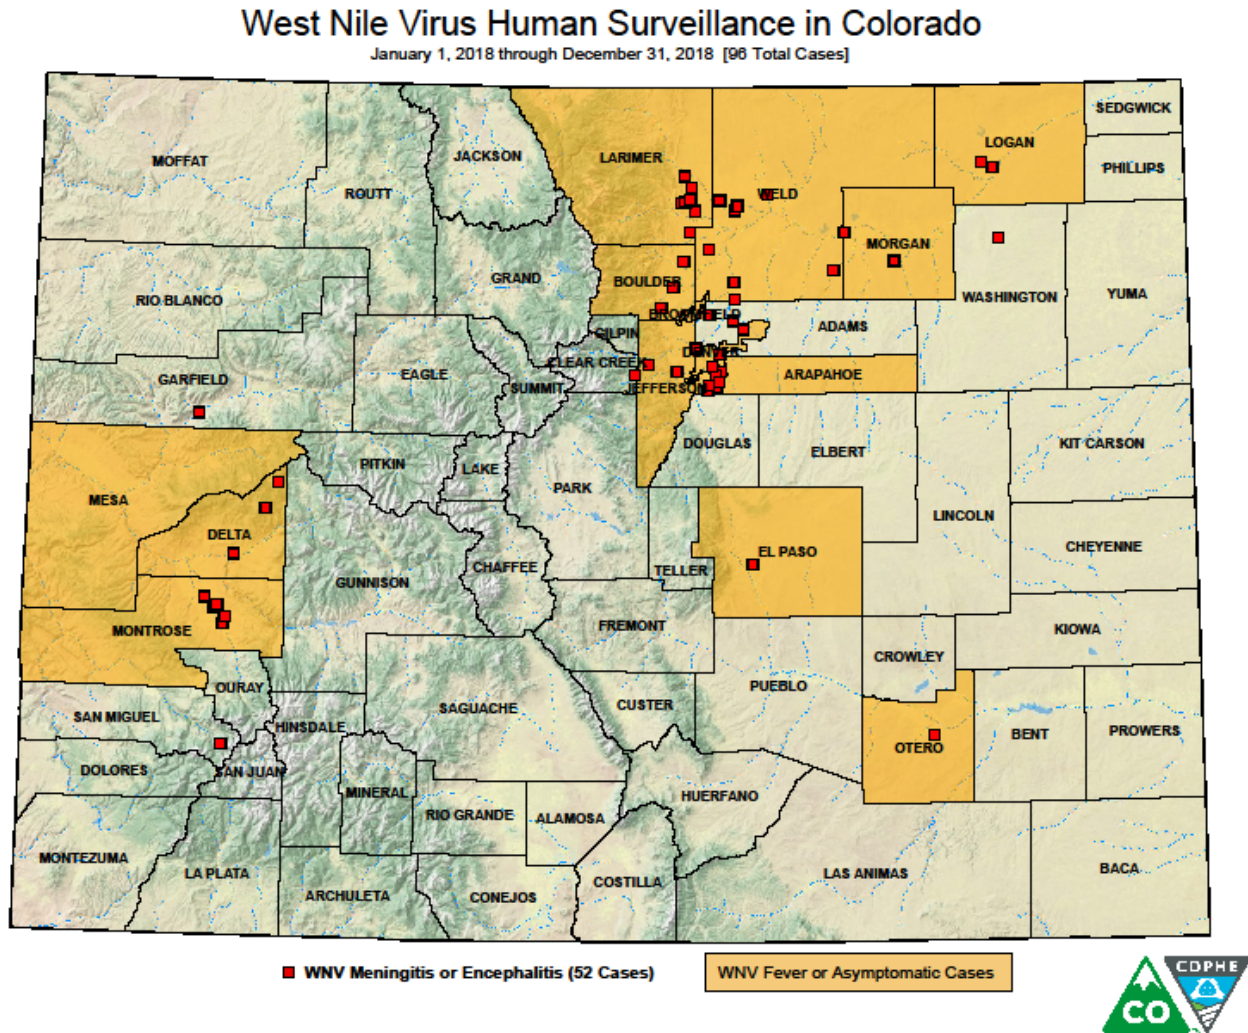 West Nile Virus Human Surveillance in Colorado
January 1, 2018 through December 31, 2018 [96 Total Cases]
SEDGWICK
LOGAN
MOFFAT
JACKSON
LARIMER
PHILLIPS
ROUTT
WELD
MORGAN
GRAND
BOULDER
RIO BLANCO
WASHINGTON
YUMA
BROOMFIELD
GILPIN
ADAMS
DENVER
CLEAR CREEK
EAGLE
ARAPAHOE
GARFIELD
SUMMIT
JEFFERSON
DOUGLAS
KIT CARSON
ELBERT
PITKIN
LAKE
PARK
MESA
LINCOLN
DELTA
EL PASO
CHEYENNE
CHAFFEE
TELLER
GUNNISON
FREMONT
MONTROSE
KIOWA
CROWLEY
OURAY
PUEBLO
CUSTER
SAGUACHE
SAN MIGUEL
HINSDALE
BENT
PROWERS
OTERO
DOLORES
SAN JUAN
MINERAL
HUERFANO
RIO GRANDE
ALAMOSA
MONTEZUMA
LA PLATA
COSTILLA
LAS ANIMAS
BACA
ARCHULETA
CONEJOS
WNV Meningitis or Encephalitis (52 Cases)
WNV Fever or Asymptomatic Cases
CDPHE
CO